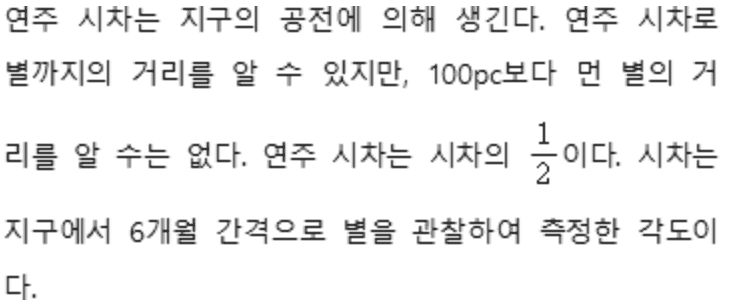 연주 시차는 지구의 공전에 의해 생긴다. 연주 시차로
별까지의 거리를 알 수 있지만, 100pc보다 먼 별의 거
리를 알 수는 없다. 연주 시차는 시차의 1/2이다. 시차는
지구에서 6개월 간격으로 별을 관찰하여 측정한 각도이
다.